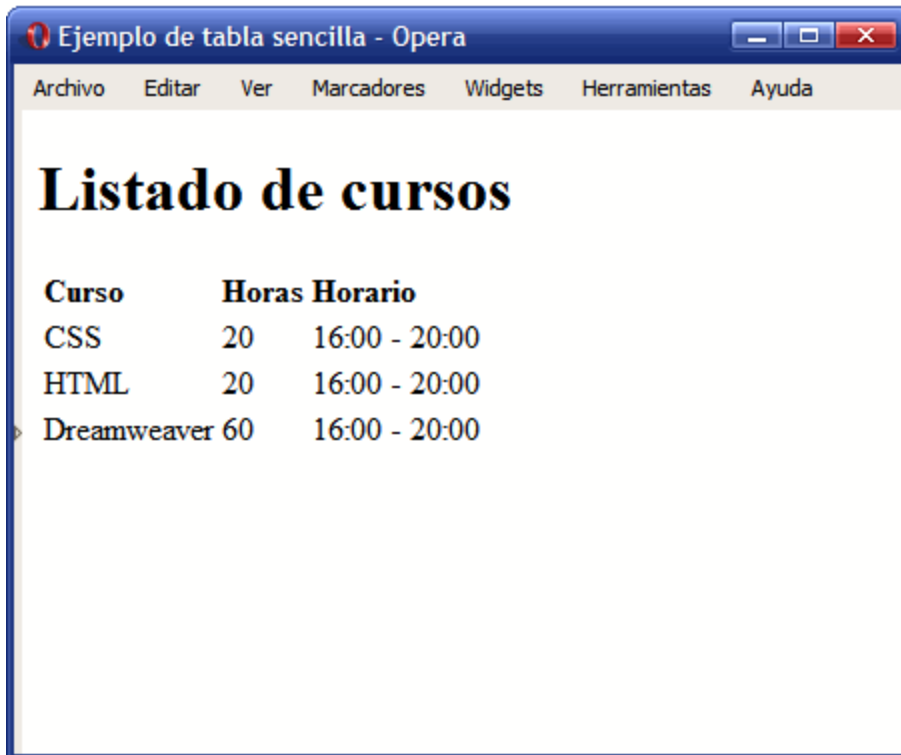 Ejemplo de tabla sencilla - Opera
Archivo Editar Ver Marcadores Widgets Herramientas Ayuda
Listado de cursos
Curso Horas Horario
CSS 20 16:00 - 20:00
HTML 20 16:00 - 20:00
Dreamweaver 60 16:00 - 20:00